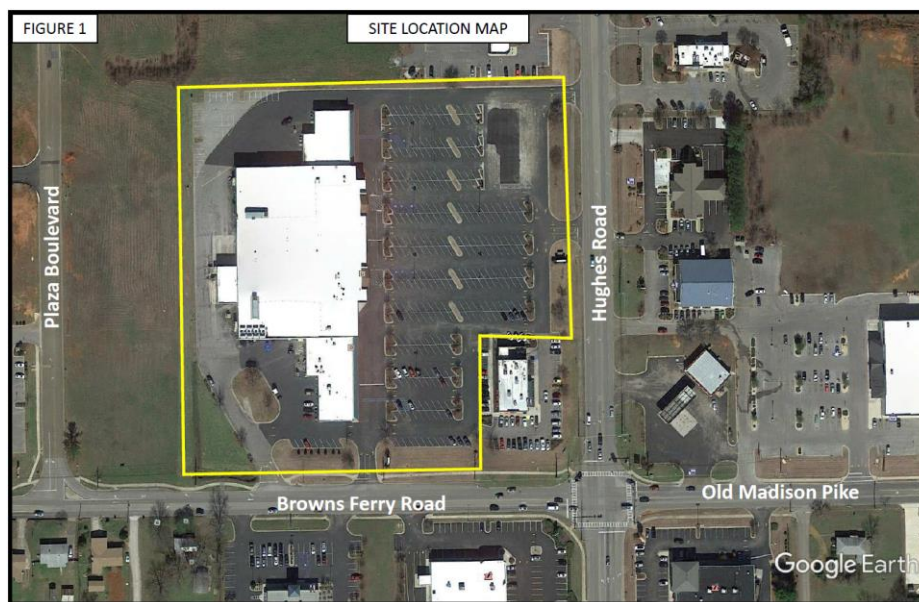 FIGURE 1
SITE LOCATION MAP
Plaza Boulevard
Hughes Road
Browns Ferry Road
Old Madison Pike
Google Earth